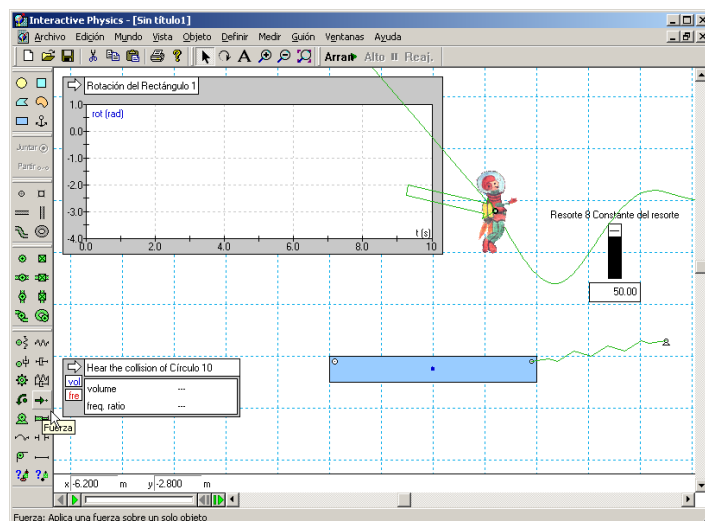 Interactive Physics - [Sin título1]
Archivo Edición Mundo Vista Objeto Definir Medir Guión Ventanas Ayuda
A Arran Alto Reaj.
Rotación del Rectángulo 1
rot (rad)
1.0
0.0
-1.0
-2.0
-3.0
-4.0
0.0 2.0 4.0 6.0 8.0 10
t (s)
Juntar
Partir
Resorte 8 Constante del resorte
50.00
Hear the collision of Círculo 10
vol
fre
volume ---
freq. ratio ---
Fuerza
x -6.200 m y -2.800 m
Fuerza: Aplica una fuerza sobre un solo objeto